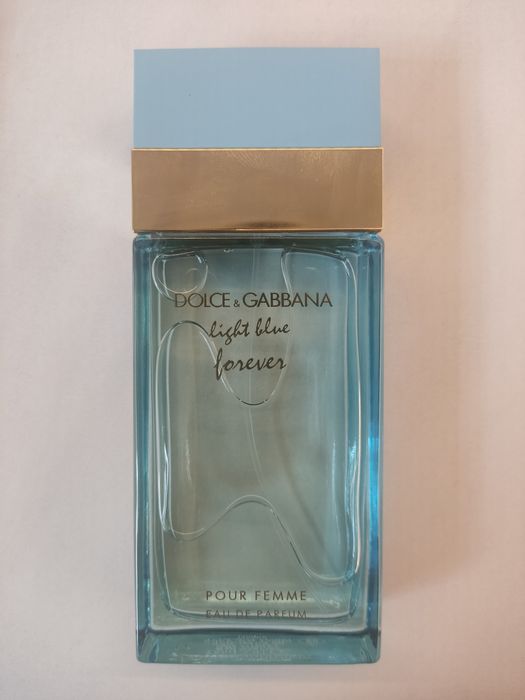 DOLCE & GABBANA
light blue
forever
POUR FEMME
EAU DE PARFUM